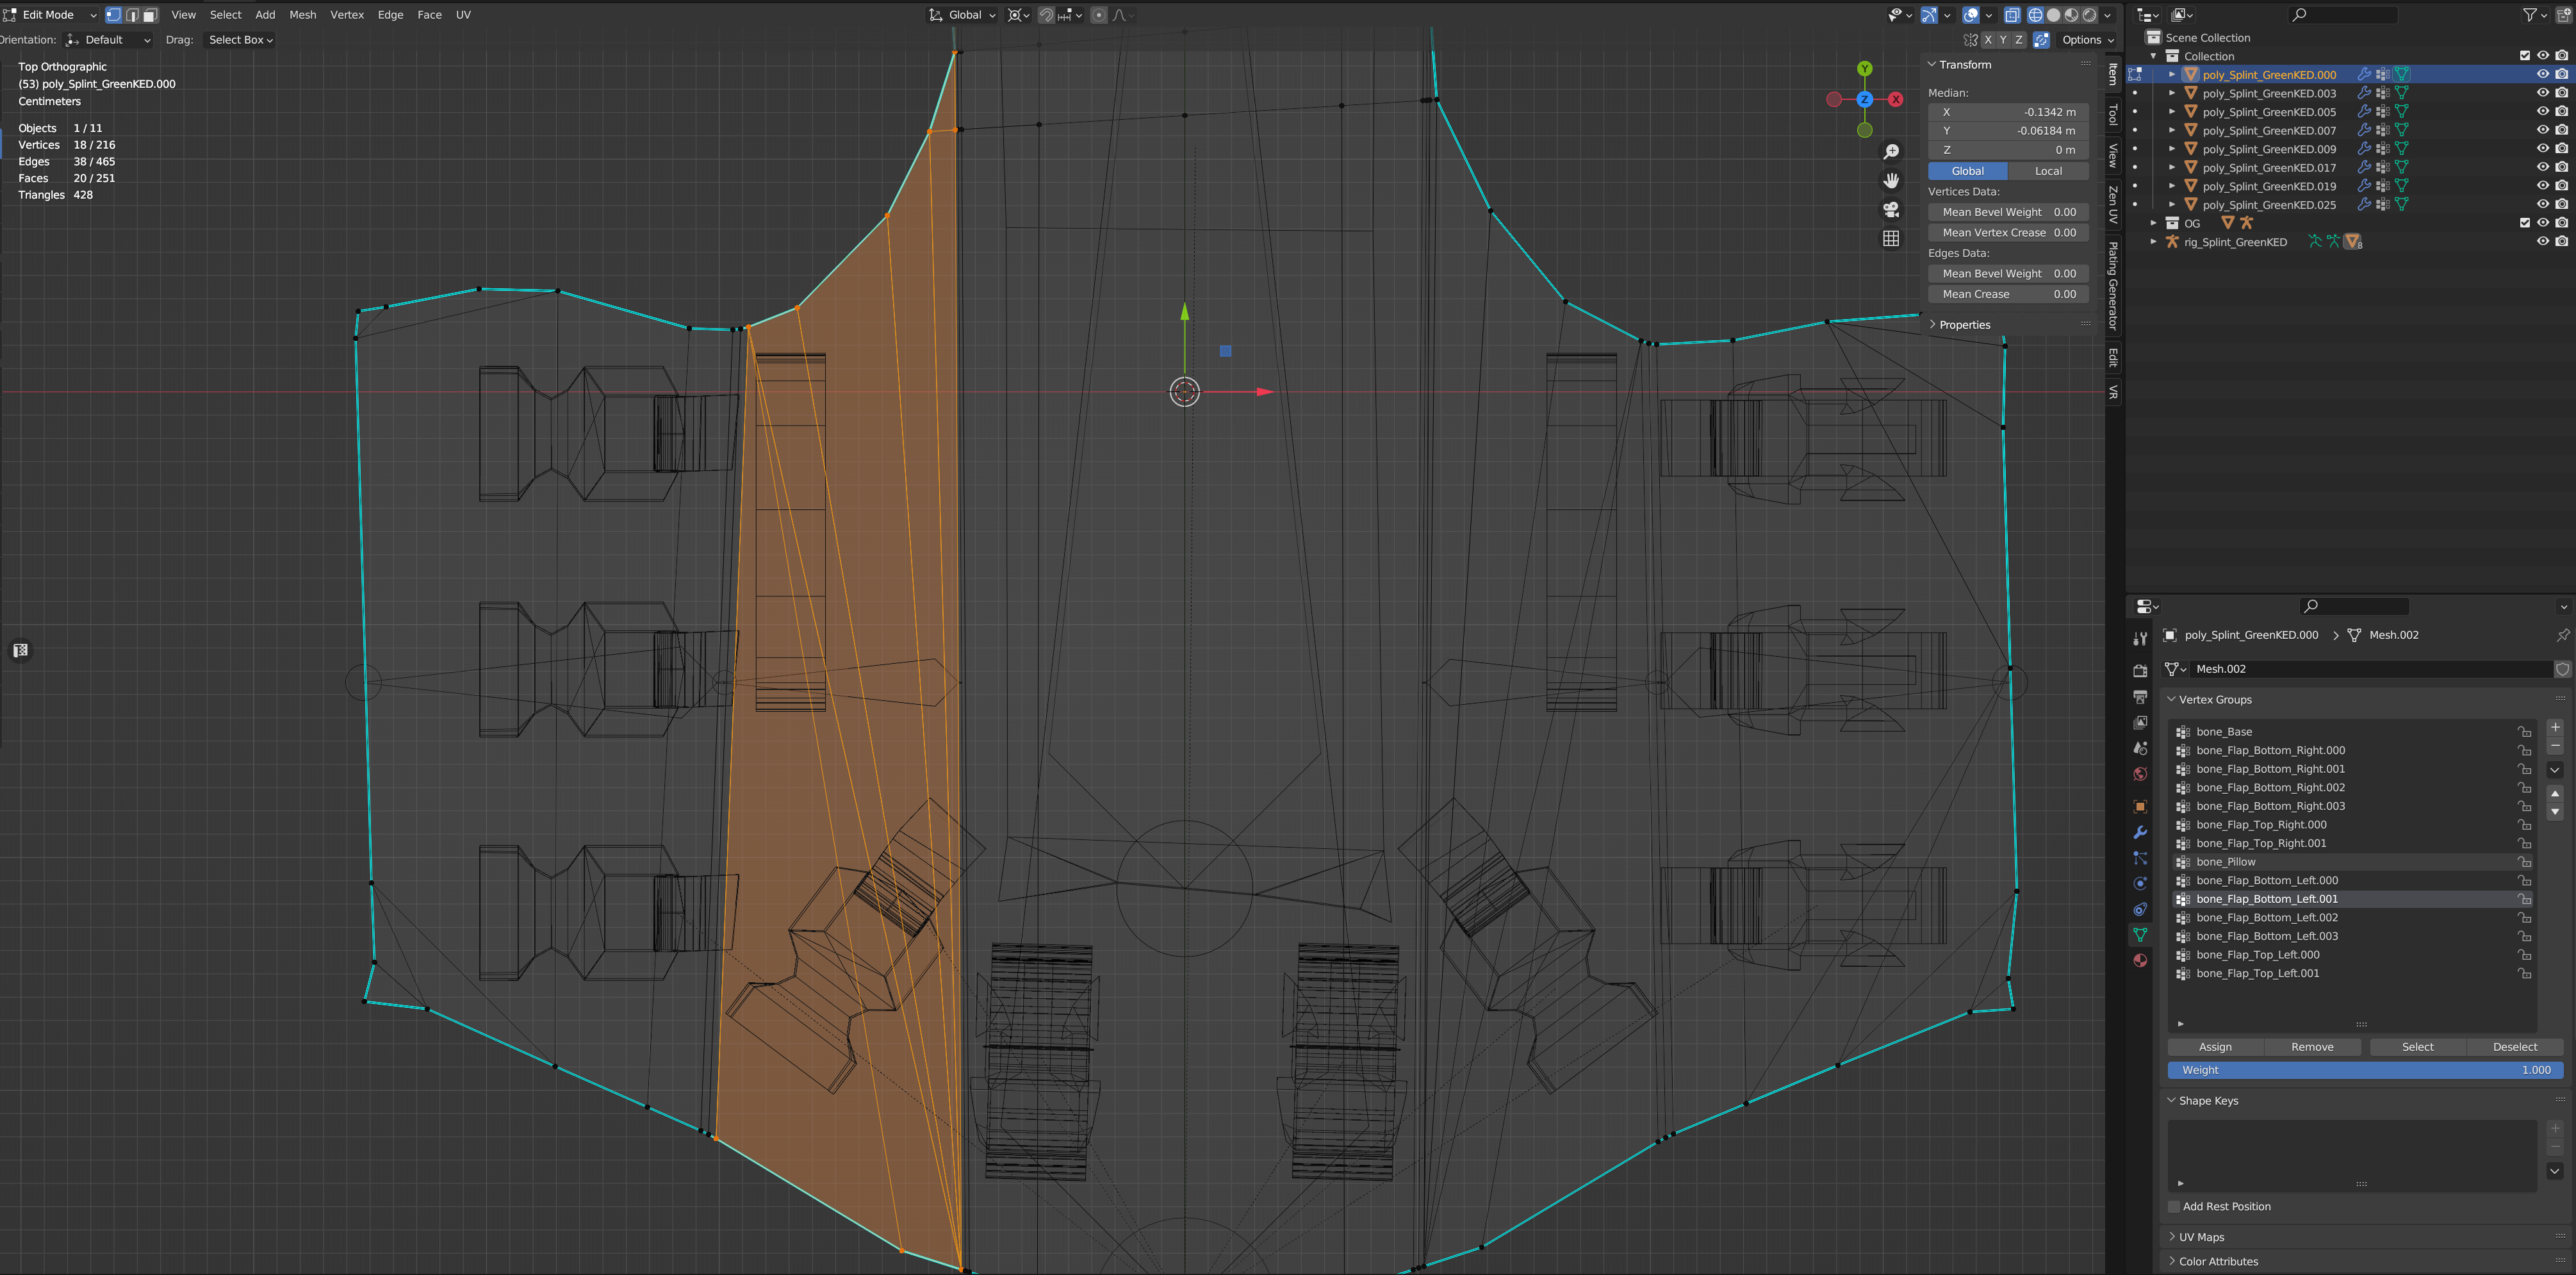 Edit Mode
View Select Add Mesh Vertex Edge Face UV
Global
Orientation: Default Drag: Select Box
X Y Z Options
Top Orthographic
(53) poly_Splint_GreenKED.000
Centimeters
Objects 1 / 11
Vertices 18 / 216
Edges 38 / 465
Faces 20 / 251
Triangles 428
Y
Z
X
Transform
Median:
X -0.1342 m
Y -0.06184 m
Z 0 m
Global Local
Vertices Data:
Mean Bevel Weight 0.00
Mean Vertex Crease 0.00
Edges Data:
Mean Bevel Weight 0.00
Mean Crease 0.00
Properties
Item
Tool
View
Zen UV
Plating Generator
Edit
VR
Scene Collection
Collection
poly_Splint_GreenKED.000
poly_Splint_GreenKED.003
poly_Splint_GreenKED.005
poly_Splint_GreenKED.007
poly_Splint_GreenKED.009
poly_Splint_GreenKED.017
poly_Splint_GreenKED.019
poly_Splint_GreenKED.025
OG
rig_Splint_GreenKED 8
poly_Splint_GreenKED.000 Mesh.002
Mesh.002
Vertex Groups
bone_Base
bone_Flap_Bottom_Right.000
bone_Flap_Bottom_Right.001
bone_Flap_Bottom_Right.002
bone_Flap_Bottom_Right.003
bone_Flap_Top_Right.000
bone_Flap_Top_Right.001
bone_Pillow
bone_Flap_Bottom_Left.000
bone_Flap_Bottom_Left.001
bone_Flap_Bottom_Left.002
bone_Flap_Bottom_Left.003
bone_Flap_Top_Left.000
bone_Flap_Top_Left.001
Assign Remove Select Deselect
Weight 1.000
Shape Keys
Add Rest Position
UV Maps
Color Attributes